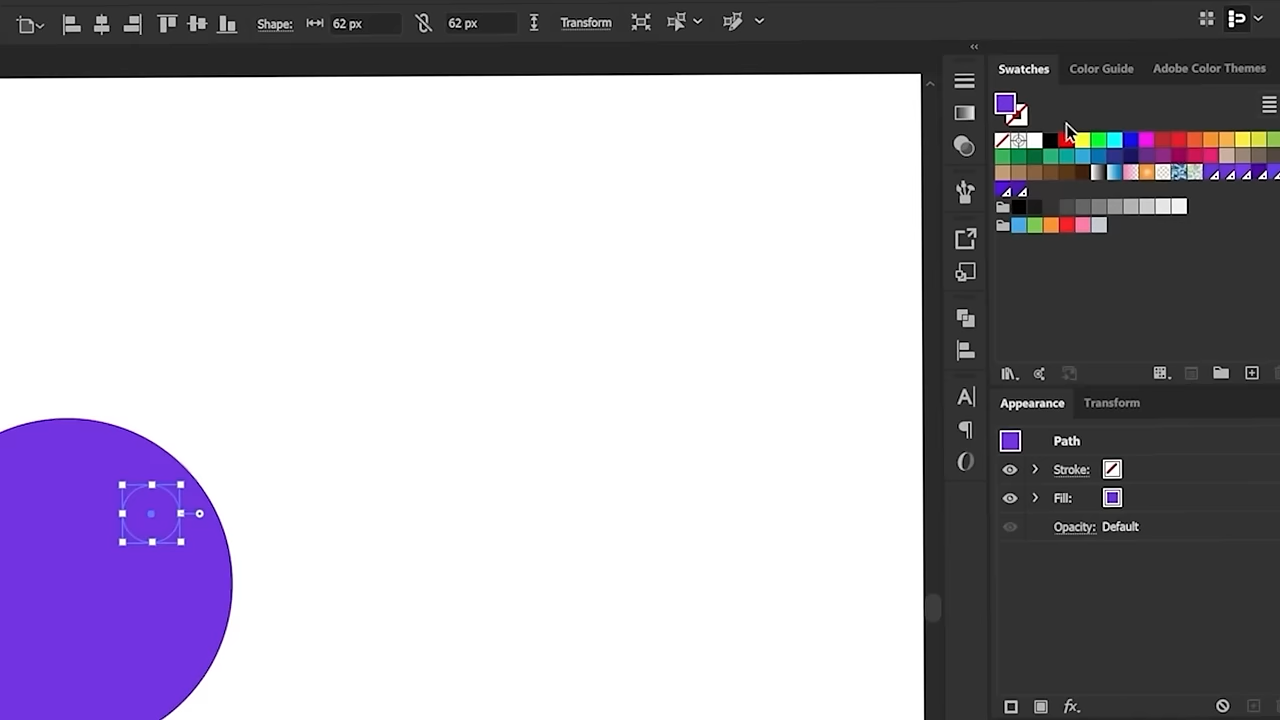 Shape: 62 px 62 px Transform
Swatches Color Guide Adobe Color Themes
Appearance Transform
Path
Stroke:
Fill:
Opacity: Default
fx.